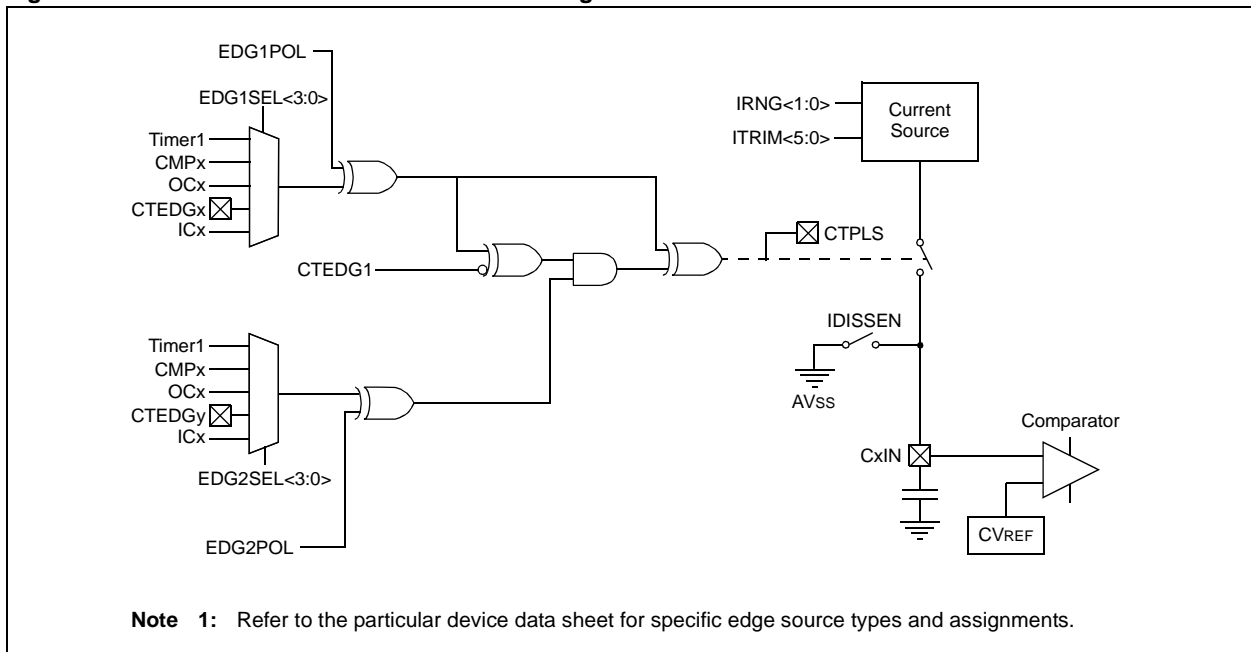 EDG1POL
EDG1SEL<3:0>
Timer1
CMPx
OCx
CTEDGx
ICx
CTEDG1
Timer1
CMPx
OCx
CTEDGy
ICx
EDG2SEL<3:0>
EDG2POL
IRNG<1:0>
ITRIM<5:0>
Current
Source
CTPLS
IDISSEN
AVSS
CxIN
Comparator
CVREF
Note 1: Refer to the particular device data sheet for specific edge source types and assignments.